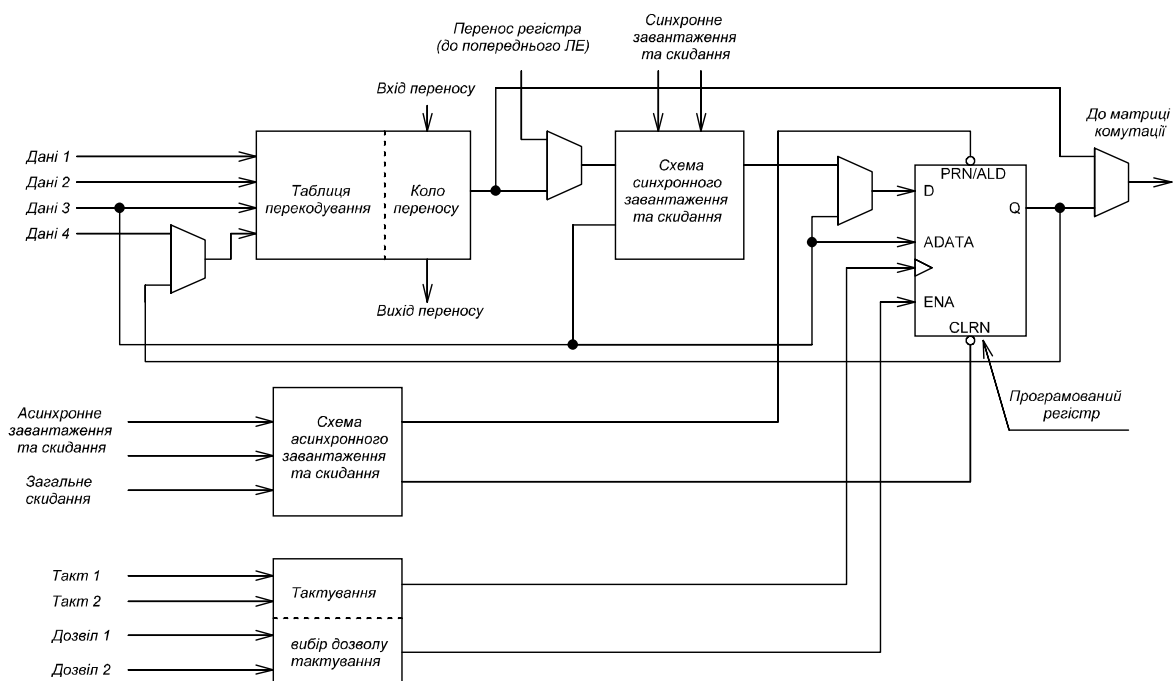 Перенос регістра
(до попереднього ЛЕ)
Синхронне
завантаження
та скидання
Вхід переносу
До матриці
комутації
Дані 1
Дані 2
Дані 3
Дані 4
Таблиця
перекодування
Коло
переносу
Схема
синхронного
завантаження
та скидання
PRN/ALD
D
Q
ADATA
ENA
CLRN
Вихід переносу
Програмований
регістр
Асинхронне
завантаження
та скидання
Загальне
скидання
Схема
асинхронного
завантаження
та скидання
Такт 1
Такт 2
Дозвіл 1
Дозвіл 2
Тактування
вибір дозволу
тактування